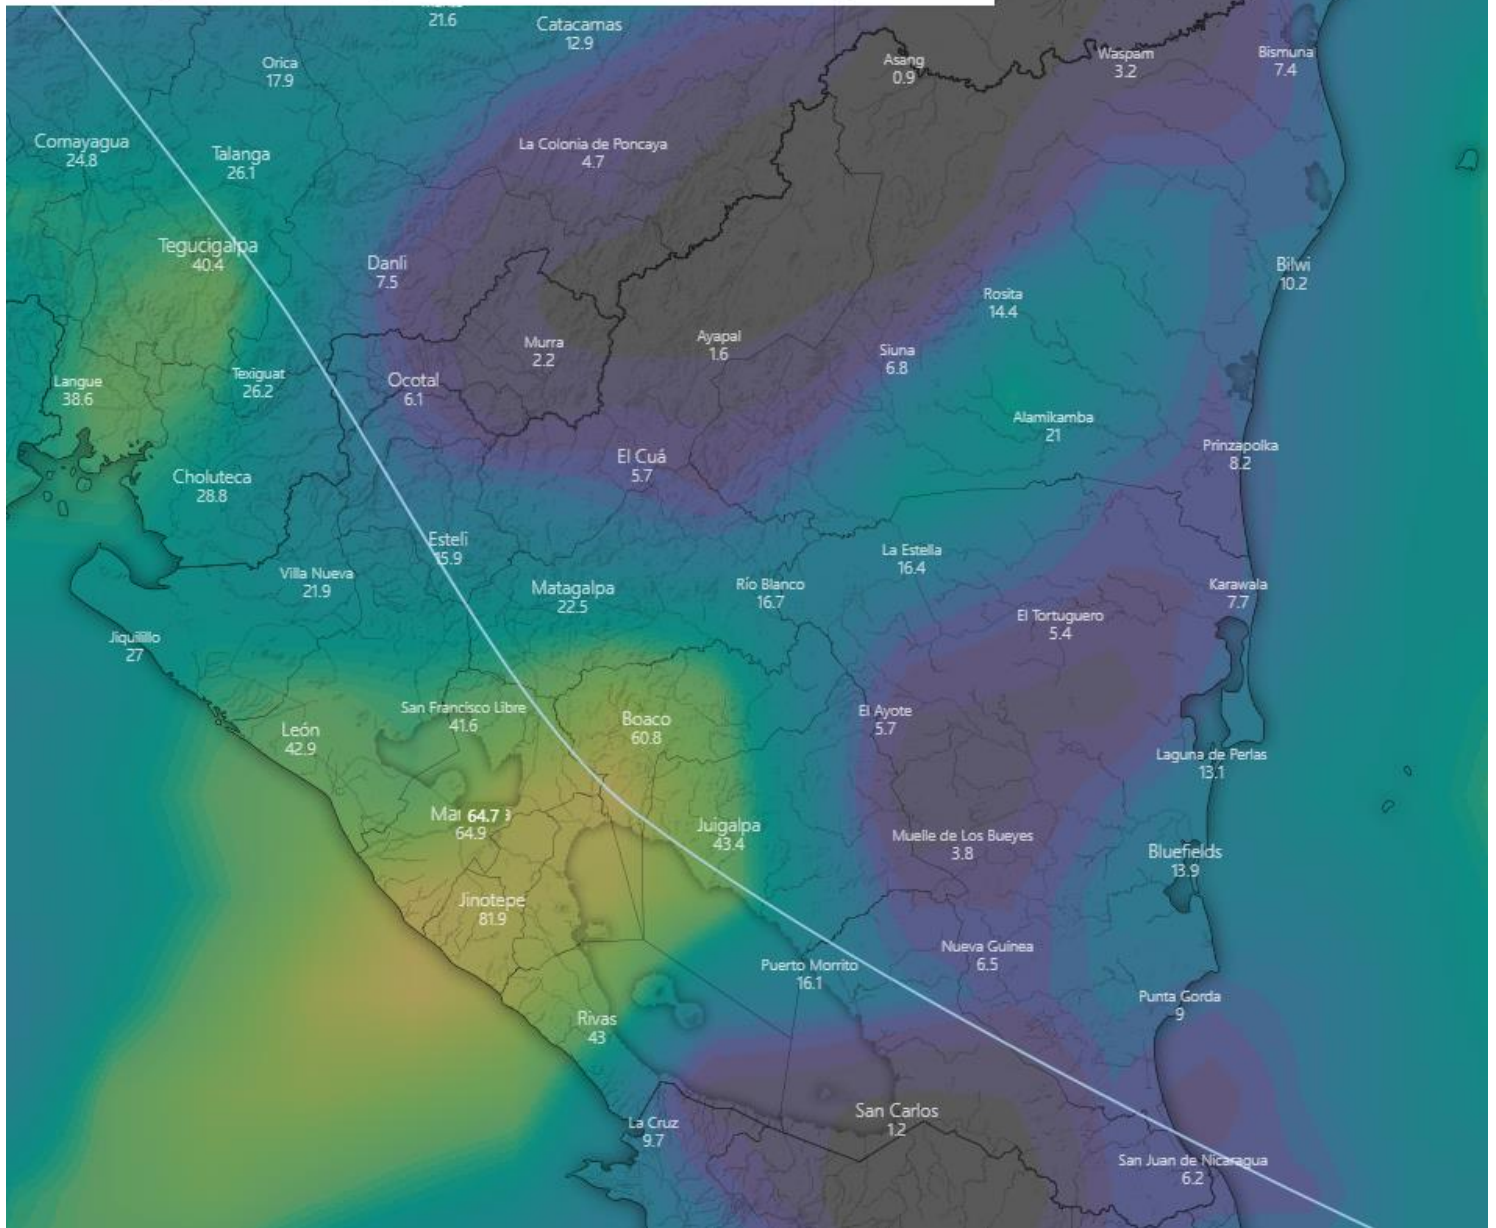 21.6
Catacamas
12.9
Orica
17.9
Asang
0.9
Waspam
3.2
Bismuna
7.4
Comayagua
24.8
Talanga
26.1
La Colonia de Poncaya
4.7
Tegucigalpa
40.4
Danlí
7.5
Bilwi
10.2
Rosita
14.4
Murra
2.2
Ayapal
1.6
Siuna
6.8
Langue
38.6
Texiguat
26.2
Ocotal
6.1
Alamikamba
21
Prinzapolka
8.2
El Cuá
5.7
Choluteca
28.8
Esteli
15.9
La Estella
16.4
Villa Nueva
21.9
Matagalpa
22.5
Río Blanco
16.7
Karawala
7.7
El Tortuguero
5.4
Jiquilillo
27
San Francisco Libre
41.6
León
42.9
Boaco
60.8
El Ayote
5.7
Laguna de Perlas
13.1
64.7
64.9
Juigalpa
43.4
Muelle de Los Bueyes
3.8
Bluefields
13.9
Jinotepe
81.9
Nueva Guinea
6.5
Puerto Morrito
16.1
Punta Gorda
9
Rivas
43
San Carlos
1.2
La Cruz
9.7
San Juan de Nicaragua
6.2